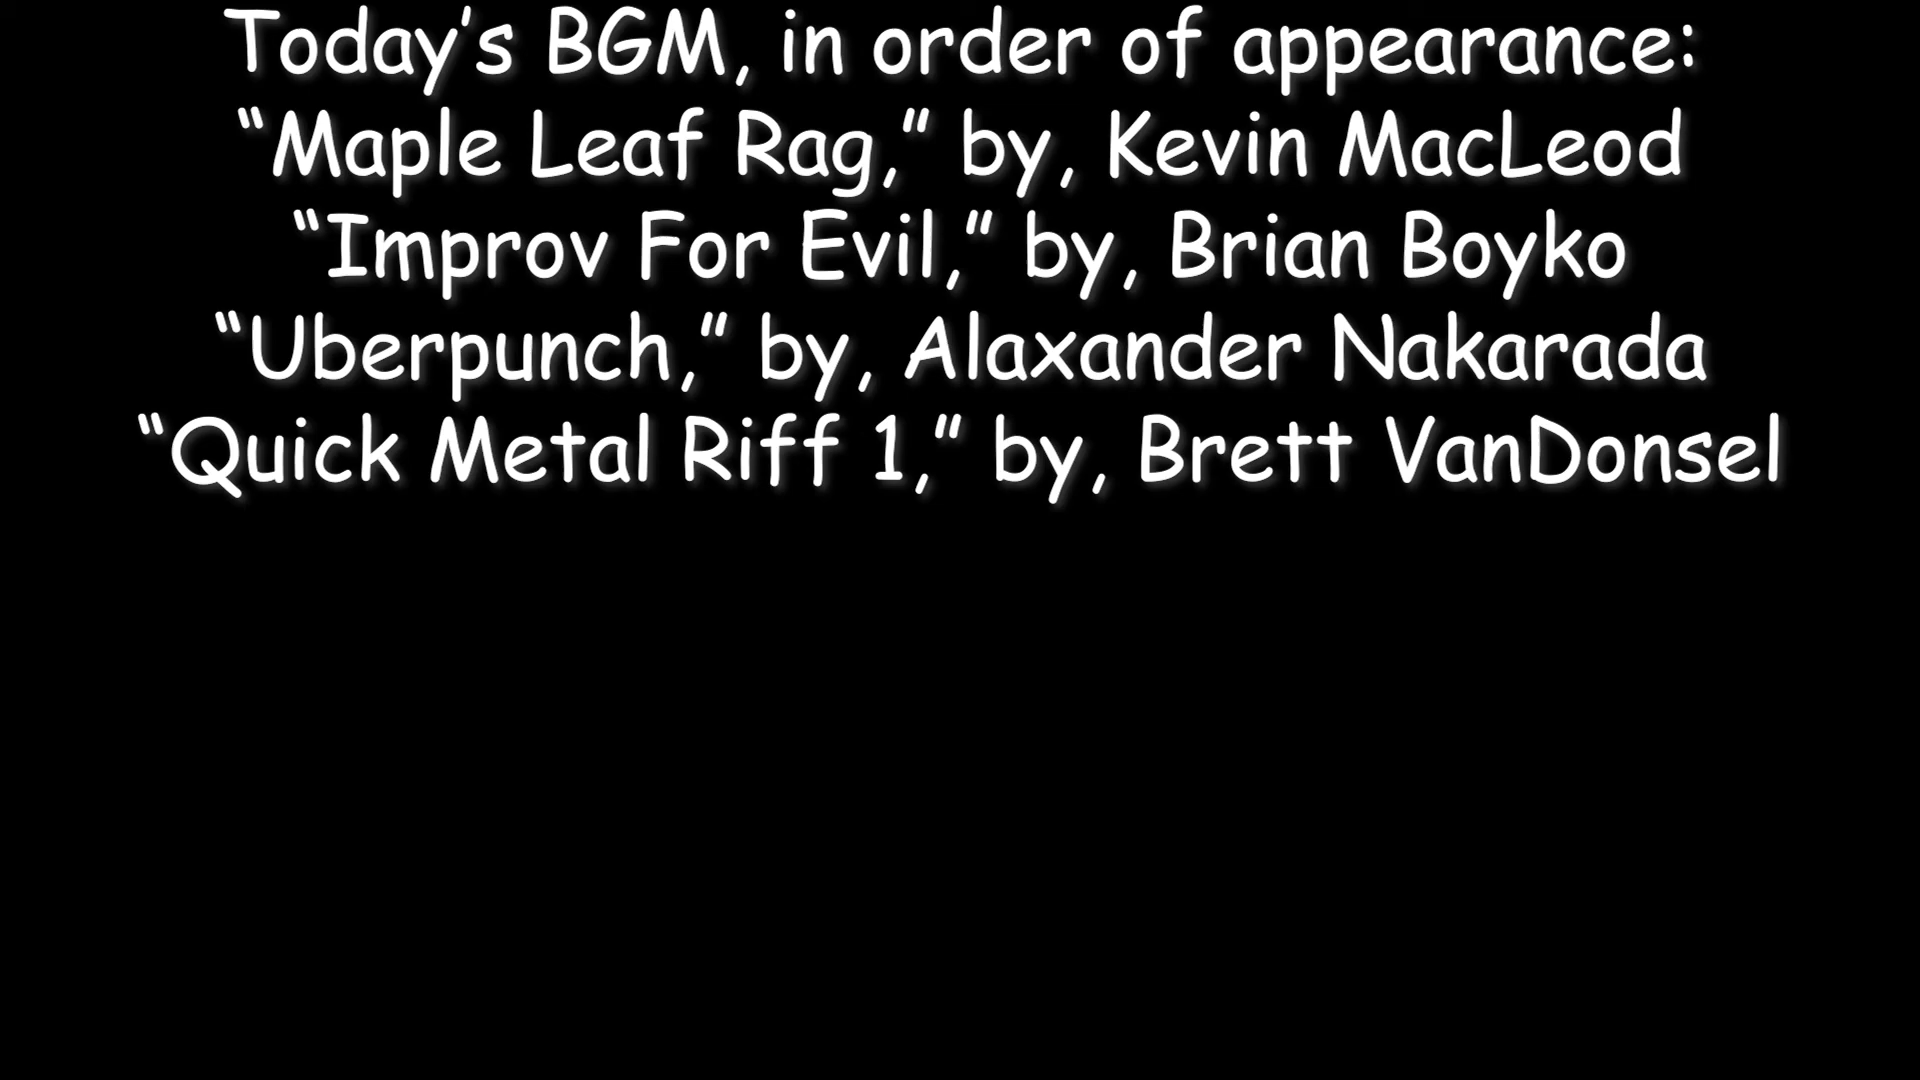 Today’s BGM, in order of appearance:
“Maple Leaf Rag,” by, Kevin MacLeod
“Improv For Evil,” by, Brian Boyko
“Uberpunch,” by, Alaxander Nakarada
“Quick Metal Riff 1,” by, Brett VanDonsel